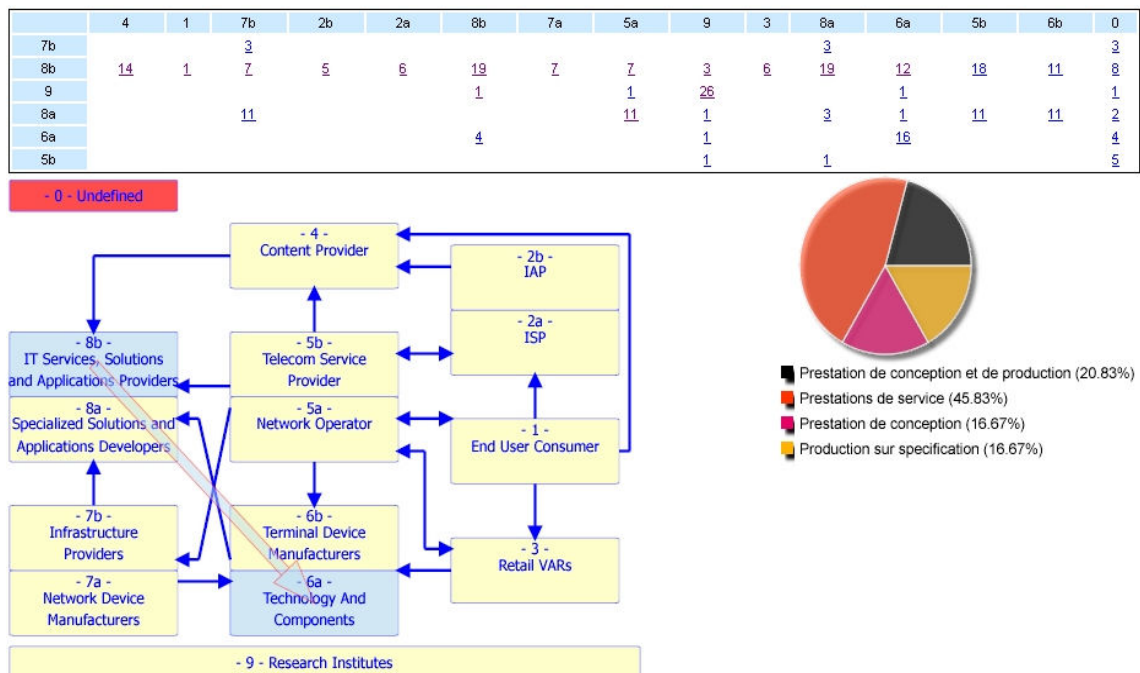 4 1 7b 2b 2a 8b 7a 5a 9 3 8a 6a 5b 6b 0
7b 3 3 3
8b 14 1 7 5 6 19 7 7 3 6 19 12 18 11 8
9 1 1 26 1 1
8a 11 11 1 3 1 11 11 2
6a 4 1 16 4
5b 1 1 5
- 0 - Undefined
- 4 -
Content Provider
- 2b -
IAP
- 2a -
ISP
- 8b -
IT Services, Solutions
and Applications Providers
- 5b -
Telecom Service
Provider
- 8a -
Specialized Solutions and
Applications Developers
- 5a -
Network Operator
- 1 -
End User Consumer
- 7b -
Infrastructure
Providers
- 6b -
Terminal Device
Manufacturers
- 3 -
Retail VARs
- 7a -
Network Device
Manufacturers
- 6a -
Technology And
Components
- 9 - Research Institutes
Prestation de conception et de production (20.83%)
Prestations de service (45.83%)
Prestation de conception (16.67%)
Production sur specification (16.67%)